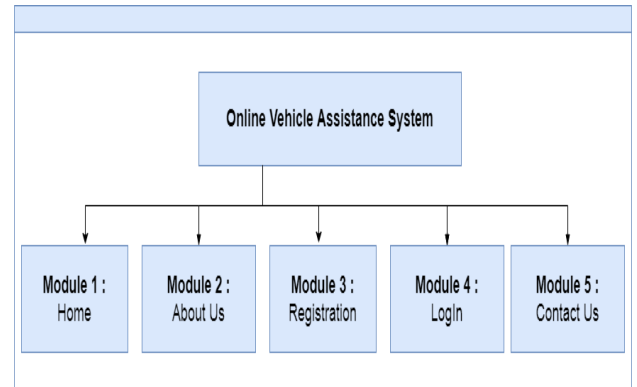 Online Vehicle Assistance System
Module 1 :
Home
Module 2 :
About Us
Module 3 :
Registration
Module 4 :
LogIn
Module 5 :
Contact Us